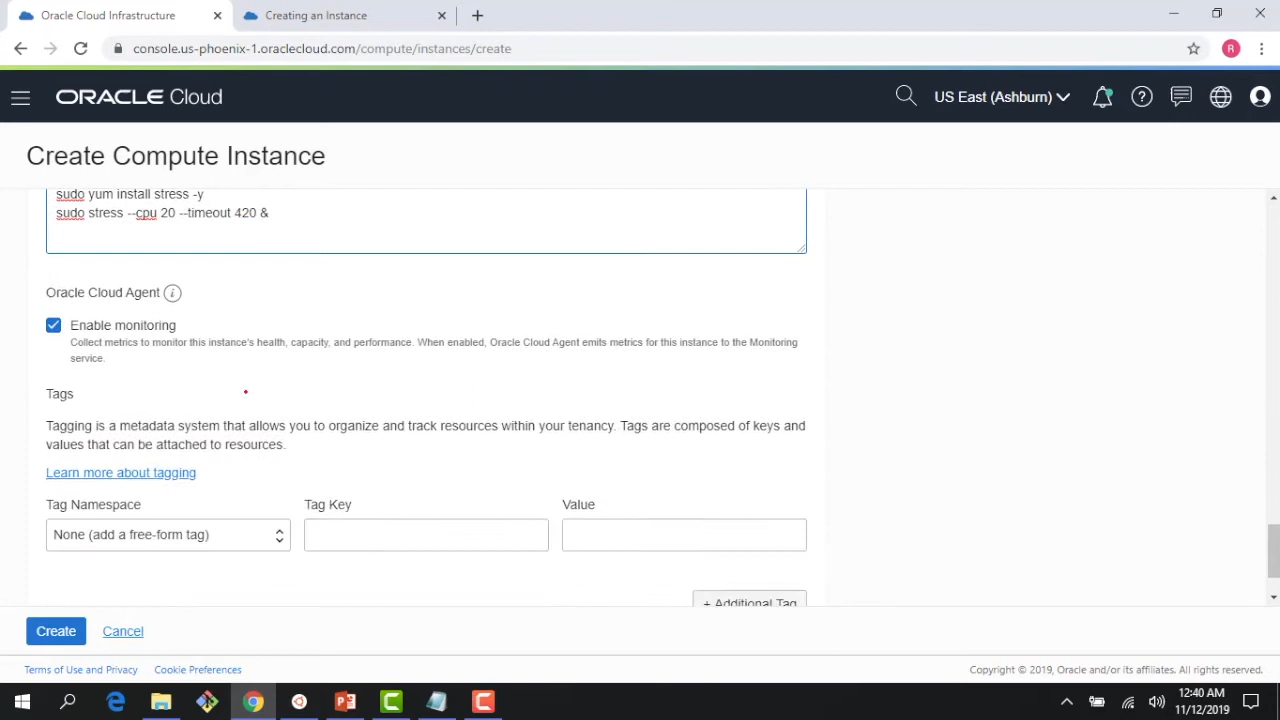 Oracle Cloud Infrastructure
Creating an Instance
console.us-phoenix-1.oraclecloud.com/compute/instances/create
R
ORACLE Cloud
US East (Ashburn)
Create Compute Instance
sudo yum install stress -y
sudo stress --cpu 20 --timeout 420 &
Oracle Cloud Agent
Enable monitoring
Collect metrics to monitor this instance's health, capacity, and performance. When enabled, Oracle Cloud Agent emits metrics for this instance to the Monitoring
service.
Tags
Tagging is a metadata system that allows you to organize and track resources within your tenancy. Tags are composed of keys and
values that can be attached to resources.
Learn more about tagging
Tag Namespace
Tag Key
Value
None (add a free-form tag)
+ Additional Tag
Create
Cancel
Terms of Use and Privacy
Cookie Preferences
Copyright © 2019, Oracle and/or its affiliates. All rights reserved.
12:40 AM
11/12/2019